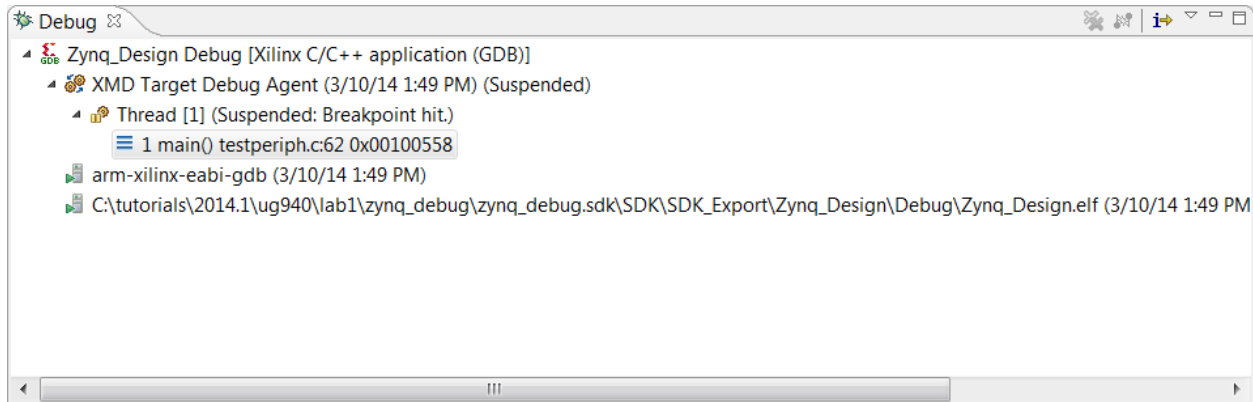 Debug
Zynq_Design Debug [Xilinx C/C++ application (GDB)]
XMD Target Debug Agent (3/10/14 1:49 PM) (Suspended)
Thread [1] (Suspended: Breakpoint hit.)
1 main() testperiph.c:62 0x00100558
arm-xilinx-eabi-gdb (3/10/14 1:49 PM)
C:\tutorials\2014.1\ug940\lab1\zynq_debug\zynq_debug.sdk\SDK\SDK_Export\Zynq_Design\Debug\Zynq_Design.elf (3/10/14 1:49 PM